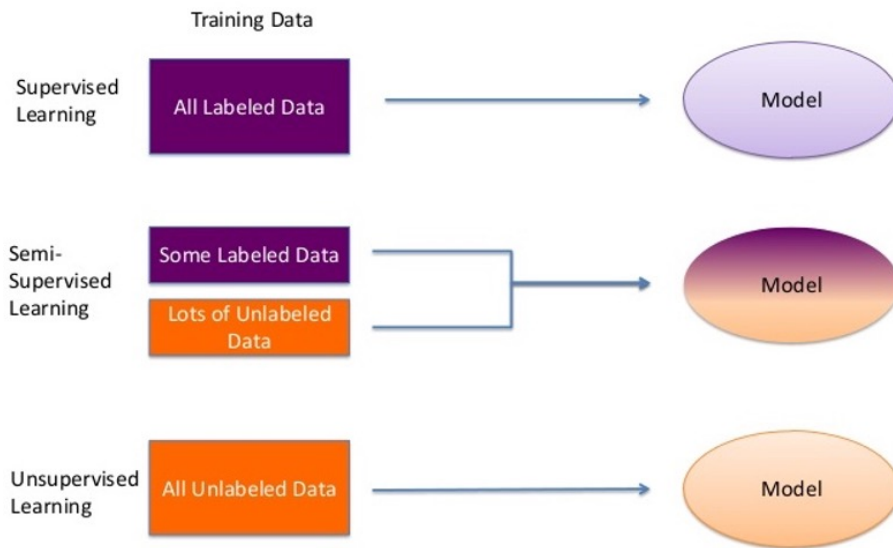 Training Data
Supervised
Learning
All Labeled Data
Model
Semi-
Supervised
Learning
Some Labeled Data
Lots of Unlabeled
Data
Model
Unsupervised
Learning
All Unlabeled Data
Model